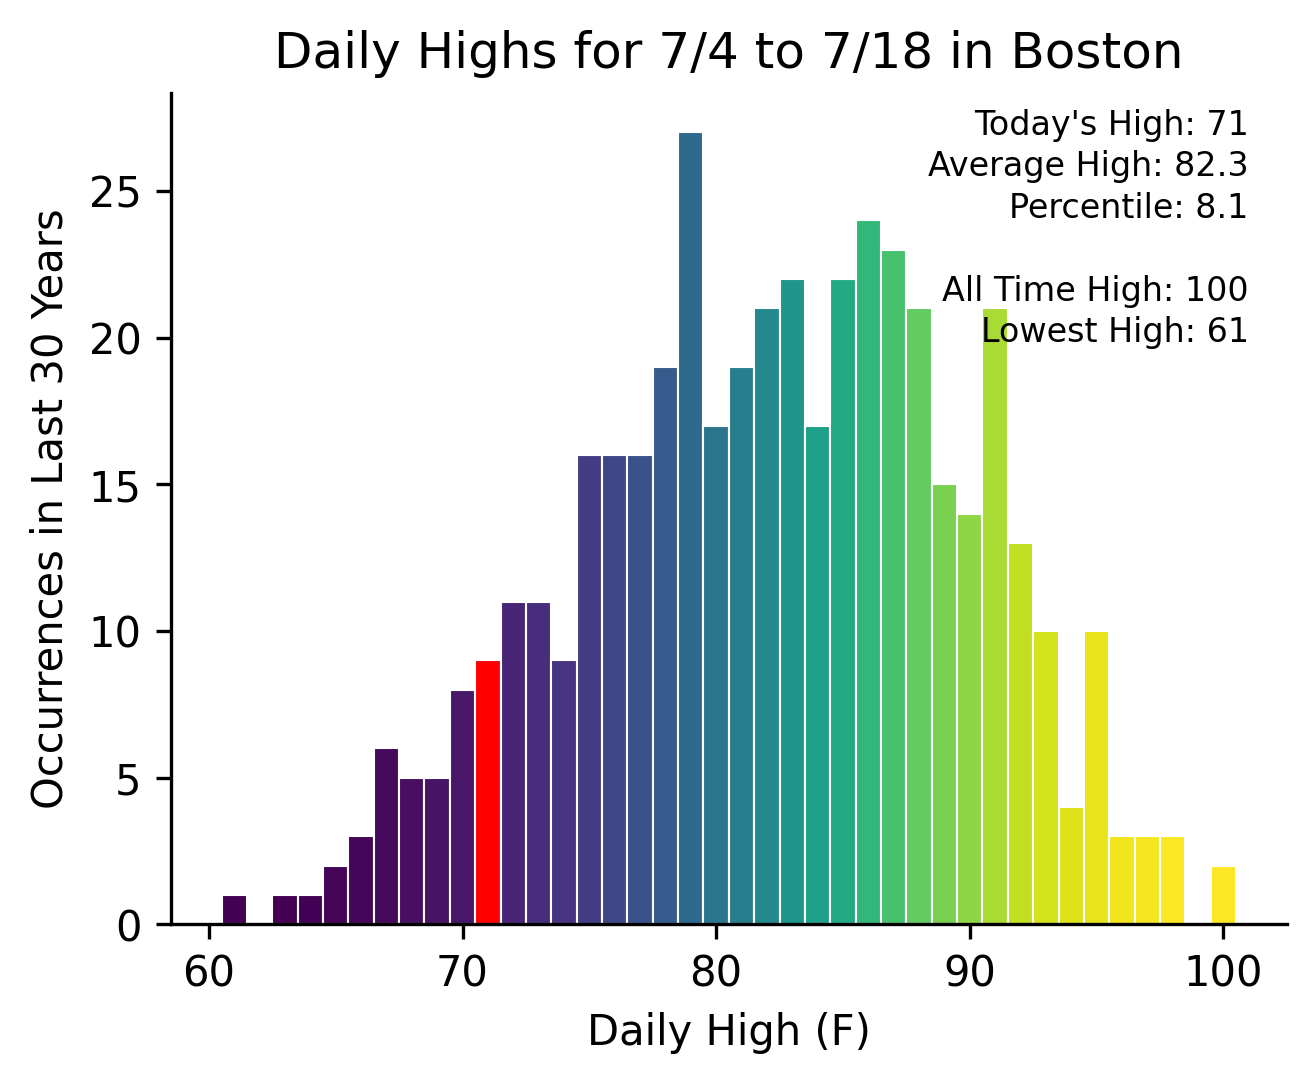 Daily Highs for 7/4 to 7/18 in Boston
Today's High: 71
Average High: 82.3
Percentile: 8.1
All Time High: 100
Lowest High: 61
Occurrences in Last 30 Years
25
20
15
10
5
0
60 70 80 90 100
Daily High (F)